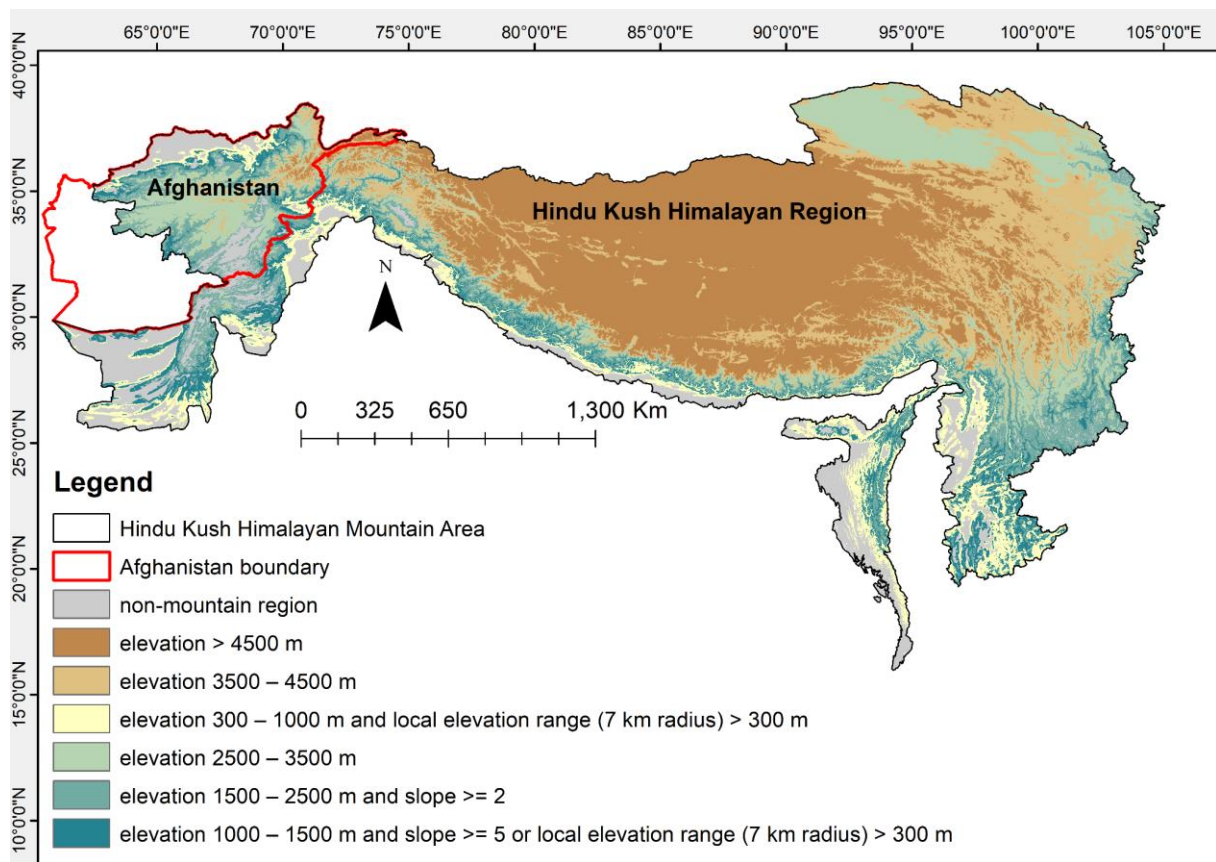 65°0'0"E 70°0'0"E 75°0'0"E 80°0'0"E 85°0'0"E 90°0'0"E 95°0'0"E 100°0'0"E 105°0'0"E
40°0'0"N
35°0'0"N
30°0'0"N
25°0'0"N
20°0'0"N
15°0'0"N
10°0'0"N
Afghanistan
Hindu Kush Himalayan Region
N
0 325 650 1,300 Km
Legend
Hindu Kush Himalayan Mountain Area
Afghanistan boundary
non-mountain region
elevation > 4500 m
elevation 3500 – 4500 m
elevation 300 – 1000 m and local elevation range (7 km radius) > 300 m
elevation 2500 – 3500 m
elevation 1500 – 2500 m and slope >= 2
elevation 1000 – 1500 m and slope >= 5 or local elevation range (7 km radius) > 300 m